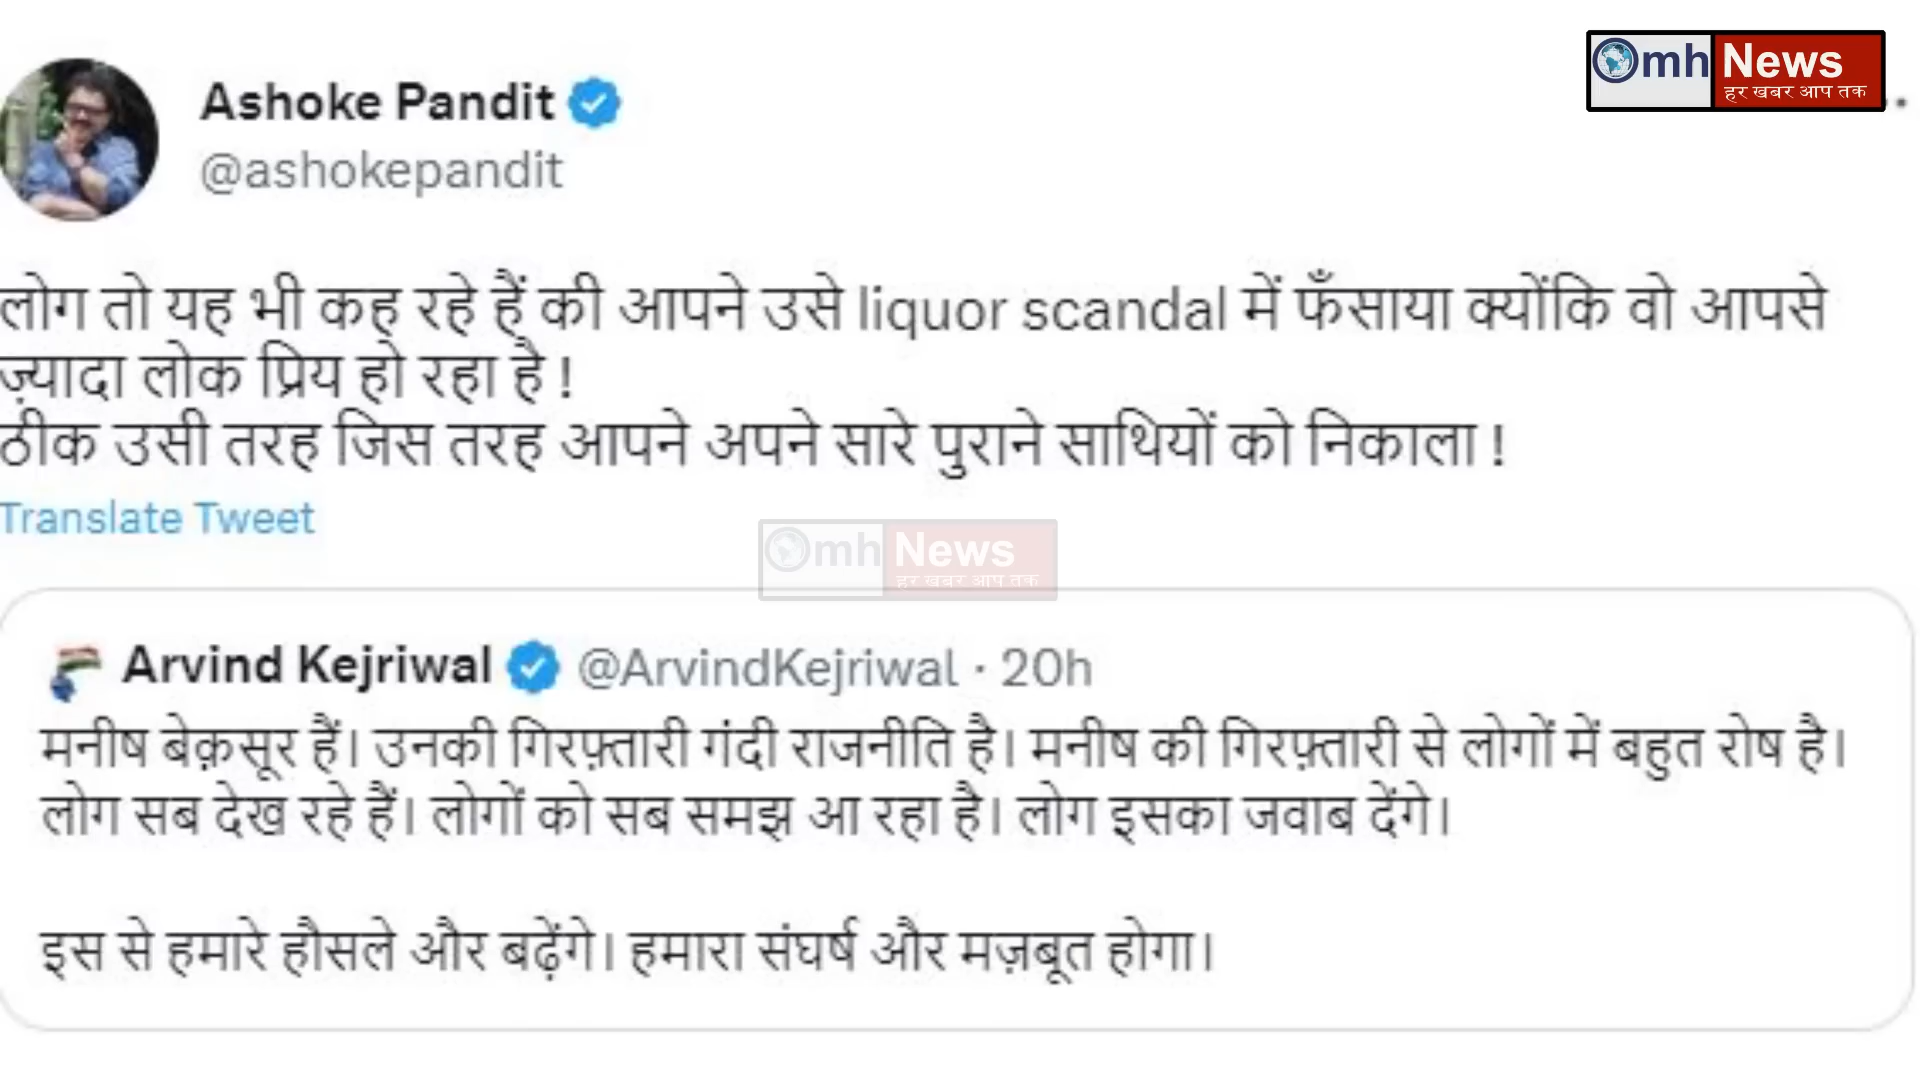 Omh News
हर खबर आप तक
Ashoke Pandit
@ashokepandit
लोग तो यह भी कह रहे हैं की आपने उसे liquor scandal में फँसाया क्योंकि वो आपसे
ज़्यादा लोक प्रिय हो रहा है !
ठीक उसी तरह जिस तरह आपने अपने सारे पुराने साथियों को निकाला !
Translate Tweet
Omh News
हर खबर आप तक
Arvind Kejriwal @ArvindKejriwal · 20h
मनीष बेक़सूर हैं। उनकी गिरफ़्तारी गंदी राजनीति है। मनीष की गिरफ़्तारी से लोगों में बहुत रोष है।
लोग सब देख रहे हैं। लोगों को सब समझ आ रहा है। लोग इसका जवाब देंगे।
इस से हमारे हौसले और बढ़ेंगे। हमारा संघर्ष और मज़बूत होगा।